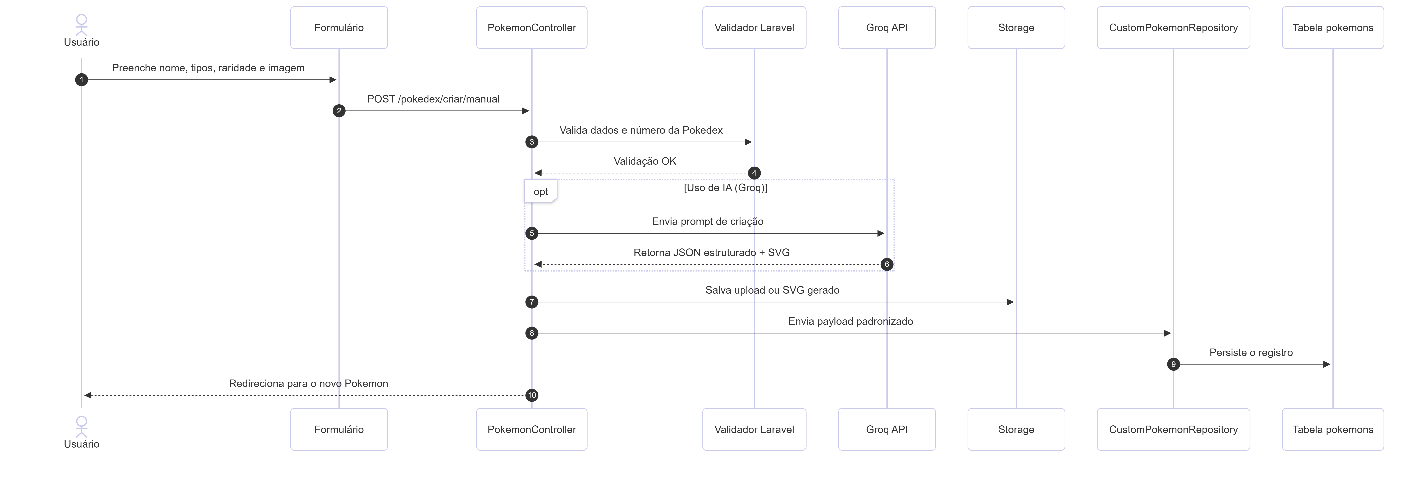 Usuário
Formulário
PokemonController
Validador Laravel
Groq API
Storage
CustomPokemonRepository
Tabela pokemons
Preenche nome, tipos, raridade e imagem
1
POST /pokedex/criar/manual
2
Valida dados e número da Pokedex
3
Validação OK
4
opt
[Uso de IA (Groq)]
Envia prompt de criação
5
Retorna JSON estruturado + SVG
6
Salva upload ou SVG gerado
7
Envia payload padronizado
8
Persiste o registro
9
Redireciona para o novo Pokemon
10
Usuário
Formulário
PokemonController
Validador Laravel
Groq API
Storage
CustomPokemonRepository
Tabela pokemons